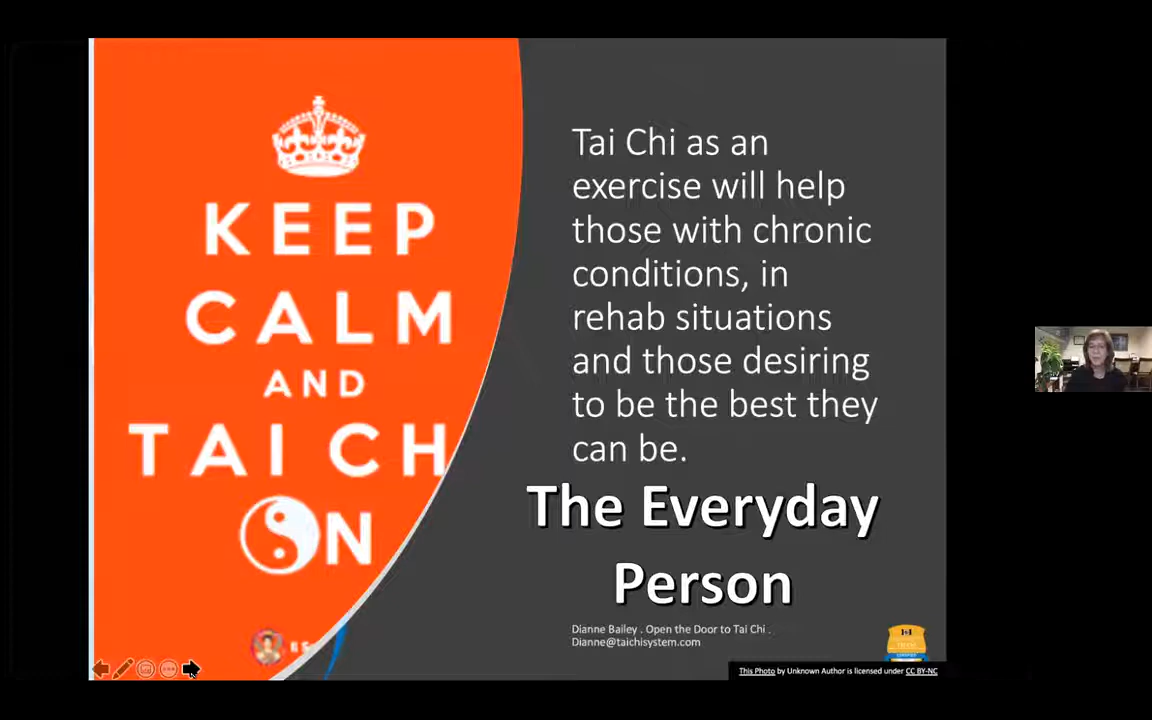 KEEP
CALM
AND
TAI CH
ON
Tai Chi as an
exercise will help
those with chronic
conditions, in
rehab situations
and those desiring
to be the best they
can be.
The Everyday
Person
Dianne Bailey . Open the Door to Tai Chi .
Dianne@taichisystem.com
This Photo by Unknown Author is licensed under CC BY-NC